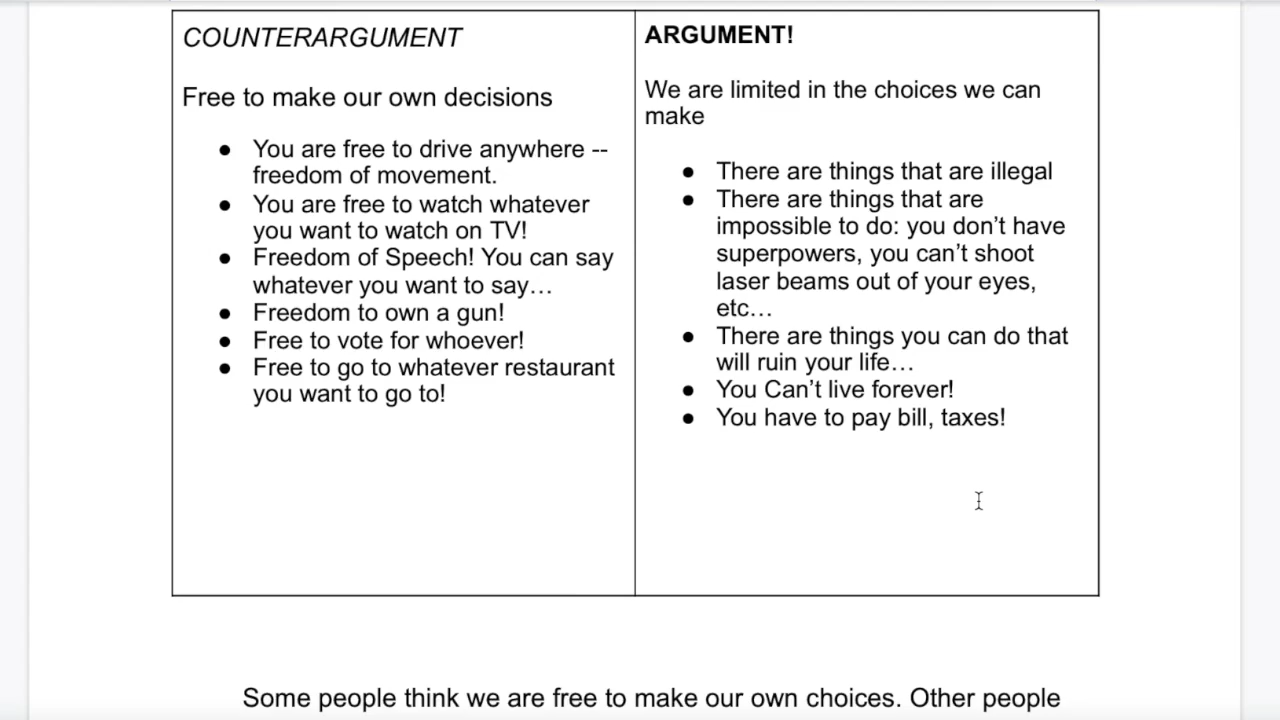 COUNTERARGUMENT
Free to make our own decisions
● You are free to drive anywhere --
freedom of movement.
● You are free to watch whatever
you want to watch on TV!
● Freedom of Speech! You can say
whatever you want to say…
● Freedom to own a gun!
● Free to vote for whoever!
● Free to go to whatever restaurant
you want to go to!
ARGUMENT!
We are limited in the choices we can
make
● There are things that are illegal
● There are things that are
impossible to do: you don’t have
superpowers, you can’t shoot
laser beams out of your eyes,
etc…
● There are things you can do that
will ruin your life…
● You Can’t live forever!
● You have to pay bill, taxes!
Some people think we are free to make our own choices. Other people